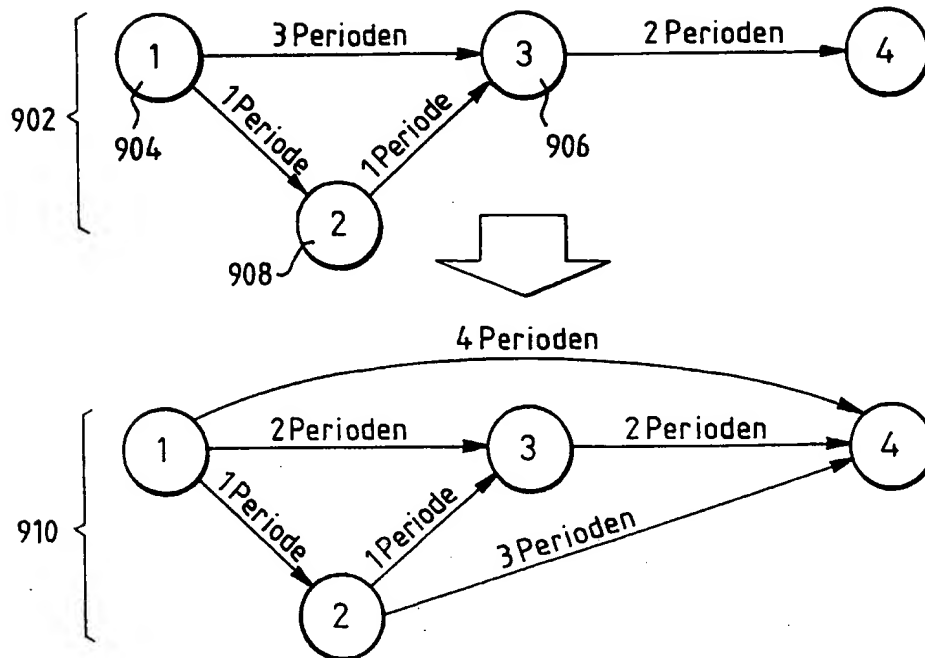 1
3 Perioden
3
2 Perioden
4
902
904
1 Periode
1 Periode
906
2
908
4 Perioden
1
2 Perioden
3
2 Perioden
4
910
1 Periode
1 Periode
3 Perioden
2